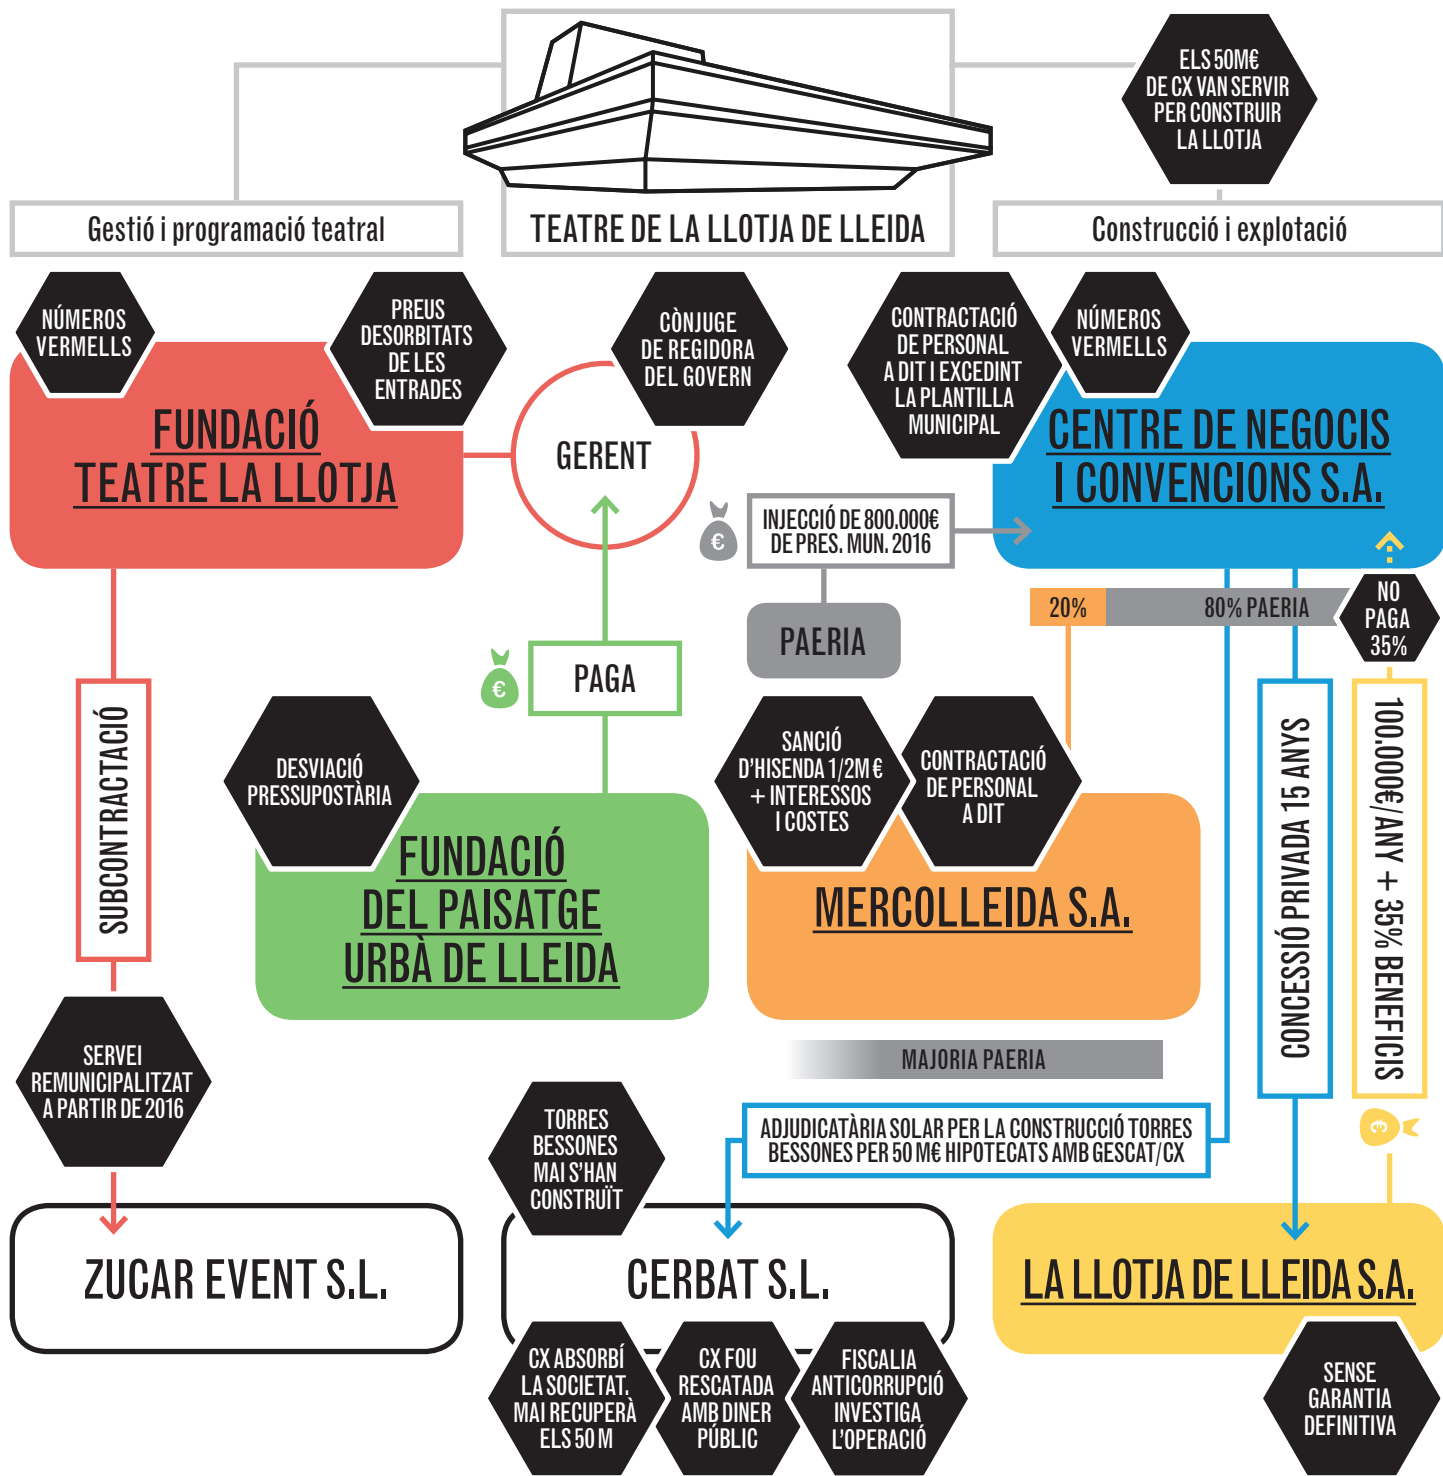 ELS 50M€
DE CX VAN SERVIR
PER CONSTRUIR
LA LLOTJA
Gestió i programació teatral
TEATRE DE LA LLOTJA DE LLEIDA
Construcció i explotació
NÚMEROS
VERMELLS
PREUS
DESORBITATS
DE LES
ENTRADES
CÒNJUGE
DE REGIDORA
DEL GOVERN
CONTRACTACIÓ
DE PERSONAL
A DIT I EXCEDINT
LA PLANTILLA
MUNICIPAL
NÚMEROS
VERMELLS
FUNDACIÓ
TEATRE LA LLOTJA
GERENT
CENTRE DE NEGOCIS
I CONVENCIONS S.A.
€
INJECCIÓ DE 800.000€
DE PRES. MUN. 2016
PAERIA
20%
80% PAERIA
NO
PAGA
35%
€
PAGA
SUBCONTRACTACIÓ
DESVIACIÓ
PRESSUPOSTÀRIA
SANCIÓ
D'HISENDA 1/2M €
+ INTERESSOS
I COSTES
CONTRACTACIÓ
DE PERSONAL
A DIT
CONCESSIÓ PRIVADA 15 ANYS
100.000€/ANY + 35% BENEFICIS
FUNDACIÓ
DEL PAISATGE
URBÀ DE LLEIDA
MERCOLLEIDA S.A.
SERVEI
REMUNICIPALITZAT
A PARTIR DE 2016
MAJORIA PAERIA
TORRES
BESSONES
MAI S'HAN
CONSTRUÏT
ADJUDICATÀRIA SOLAR PER LA CONSTRUCCIÓ TORRES
BESSONES PER 50 M€ HIPOTECATS AMB GESCAT/CX
€
ZUCAR EVENT S.L.
CERBAT S.L.
LA LLOTJA DE LLEIDA S.A.
CX ABSORBÍ
LA SOCIETAT.
MAI RECUPERÀ
ELS 50 M
CX FOU
RESCATADA
AMB DINER
PÚBLIC
FISCALIA
ANTICORRUPCIÓ
INVESTIGA
L'OPERACIÓ
SENSE
GARANTIA
DEFINITIVA